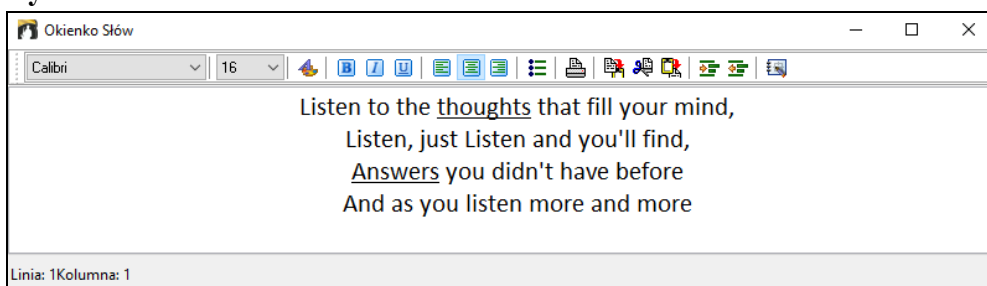 Okienko Słów
Calibri 16 B I U
Listen to the thoughts that fill your mind,
Listen, just Listen and you'll find,
Answers you didn't have before
And as you listen more and more
Linia: 1Kolumna: 1